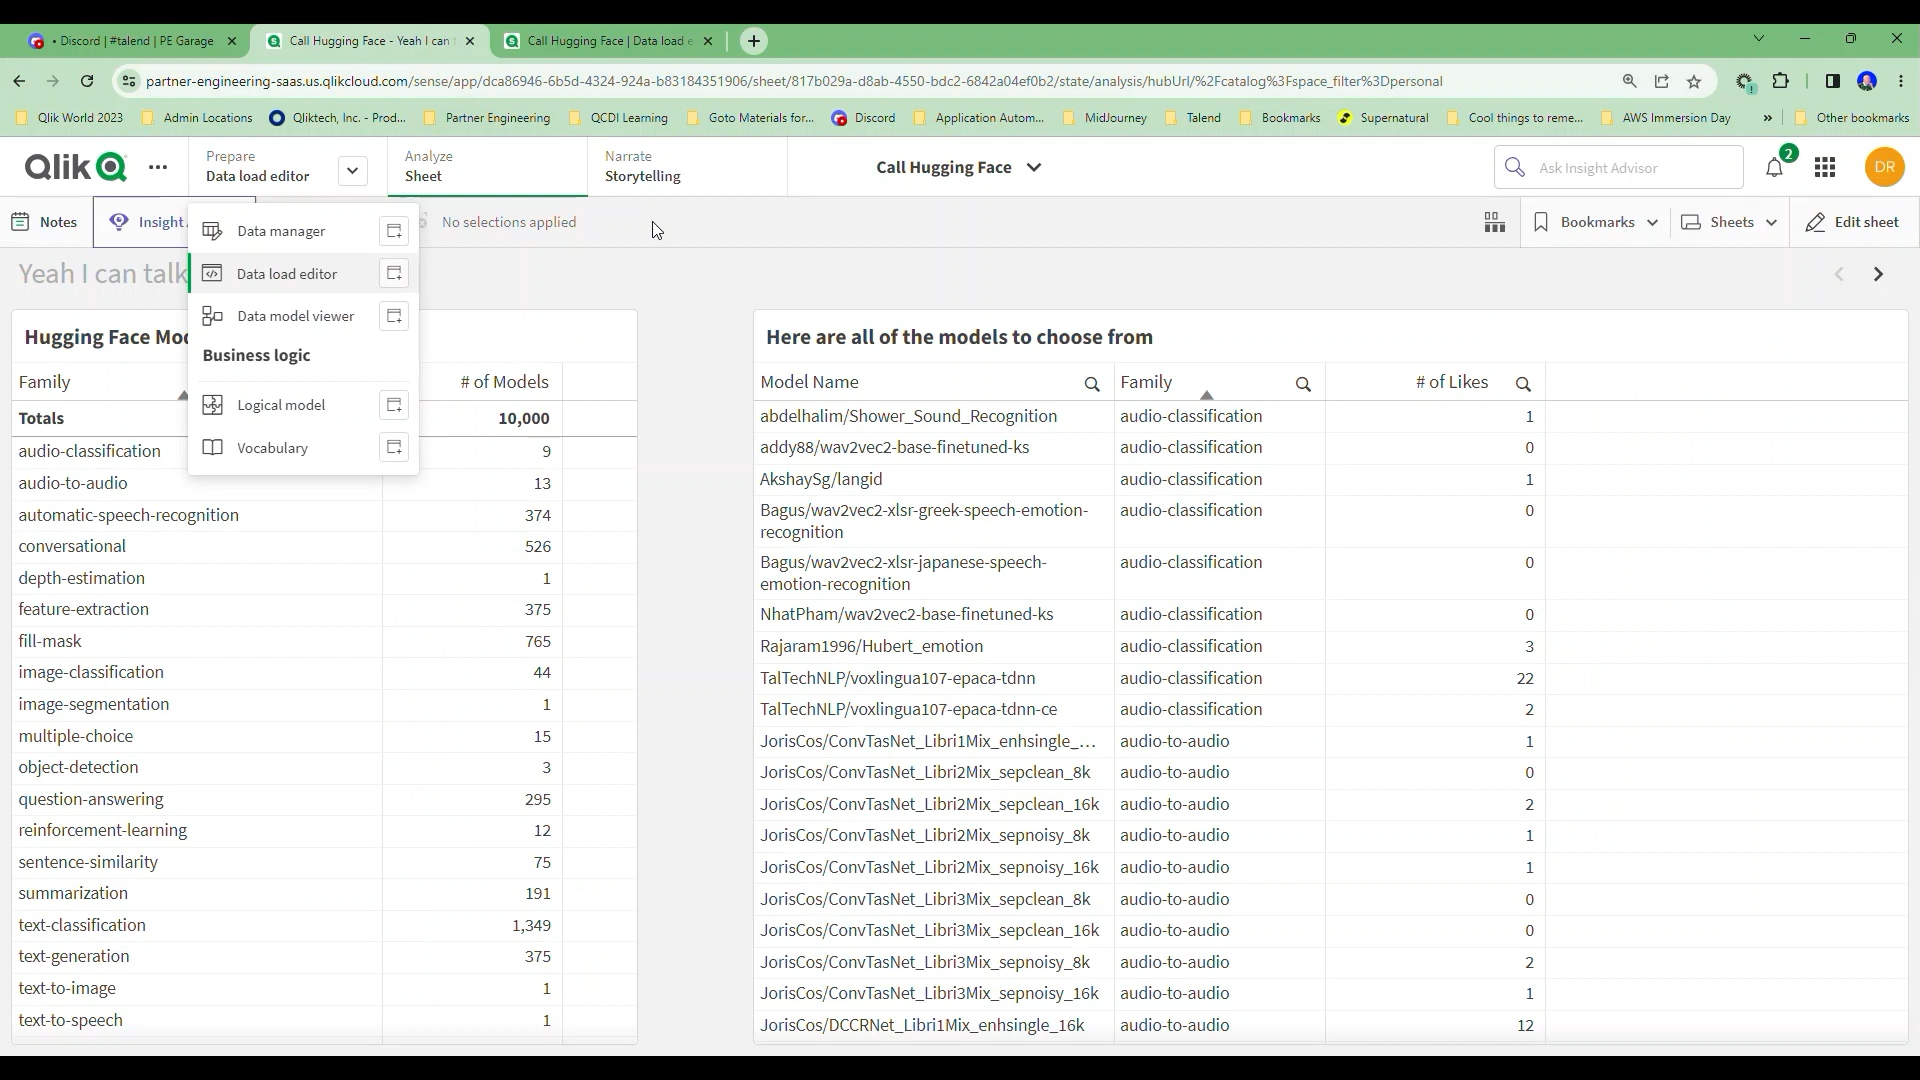 • Discord | #talend | PE Garage
Call Hugging Face - Yeah I can
Call Hugging Face | Data load e
partner-engineering-saas.us.qlikcloud.com/sense/app/dca86946-6b5d-4324-924a-b83184351906/sheet/817b029a-d8ab-4550-bdc2-6842a04ef0b2/state/analysis/hubUrl/%2Fcatalog%3Fspace_filter%3Dpersonal
Qlik World 2023
Admin Locations
Qliktech, Inc. - Prod...
Partner Engineering
QCDI Learning
Goto Materials for...
Discord
Application Autom...
MidJourney
Talend
Bookmarks
Supernatural
Cool things to reme...
AWS Immersion Day
»
Other bookmarks
Qlik
Prepare
Data load editor
Analyze
Sheet
Narrate
Storytelling
Call Hugging Face
Ask Insight Advisor
2
DR
Notes
Insight
No selections applied
Bookmarks
Sheets
Edit sheet
Data manager
Data load editor
Data model viewer
Business logic
Logical model
Vocabulary
Yeah I can talk
Hugging Face Mo
Family # of Models
Totals 10,000
audio-classification 9
audio-to-audio 13
automatic-speech-recognition 374
conversational 526
depth-estimation 1
feature-extraction 375
fill-mask 765
image-classification 44
image-segmentation 1
multiple-choice 15
object-detection 3
question-answering 295
reinforcement-learning 12
sentence-similarity 75
summarization 191
text-classification 1,349
text-generation 375
text-to-image 1
text-to-speech 1
Here are all of the models to choose from
Model Name Family # of Likes
abdelhalim/Shower_Sound_Recognition audio-classification 1
addy88/wav2vec2-base-finetuned-ks audio-classification 0
AkshaySg/langid audio-classification 1
Bagus/wav2vec2-xlsr-greek-speech-emotion- audio-classification 0
recognition
Bagus/wav2vec2-xlsr-japanese-speech- audio-classification 0
emotion-recognition
NhatPham/wav2vec2-base-finetuned-ks audio-classification 0
Rajaram1996/Hubert_emotion audio-classification 3
TalTechNLP/voxlingua107-epaca-tdnn audio-classification 22
TalTechNLP/voxlingua107-epaca-tdnn-ce audio-classification 2
JorisCos/ConvTasNet_Libri1Mix_enhsingle_... audio-to-audio 1
JorisCos/ConvTasNet_Libri2Mix_sepclean_8k audio-to-audio 0
JorisCos/ConvTasNet_Libri2Mix_sepclean_16k audio-to-audio 2
JorisCos/ConvTasNet_Libri2Mix_sepnoisy_8k audio-to-audio 1
JorisCos/ConvTasNet_Libri2Mix_sepnoisy_16k audio-to-audio 1
JorisCos/ConvTasNet_Libri3Mix_sepclean_8k audio-to-audio 0
JorisCos/ConvTasNet_Libri3Mix_sepclean_16k audio-to-audio 0
JorisCos/ConvTasNet_Libri3Mix_sepnoisy_8k audio-to-audio 2
JorisCos/ConvTasNet_Libri3Mix_sepnoisy_16k audio-to-audio 1
JorisCos/DCCRNet_Libri1Mix_enhsingle_16k audio-to-audio 12